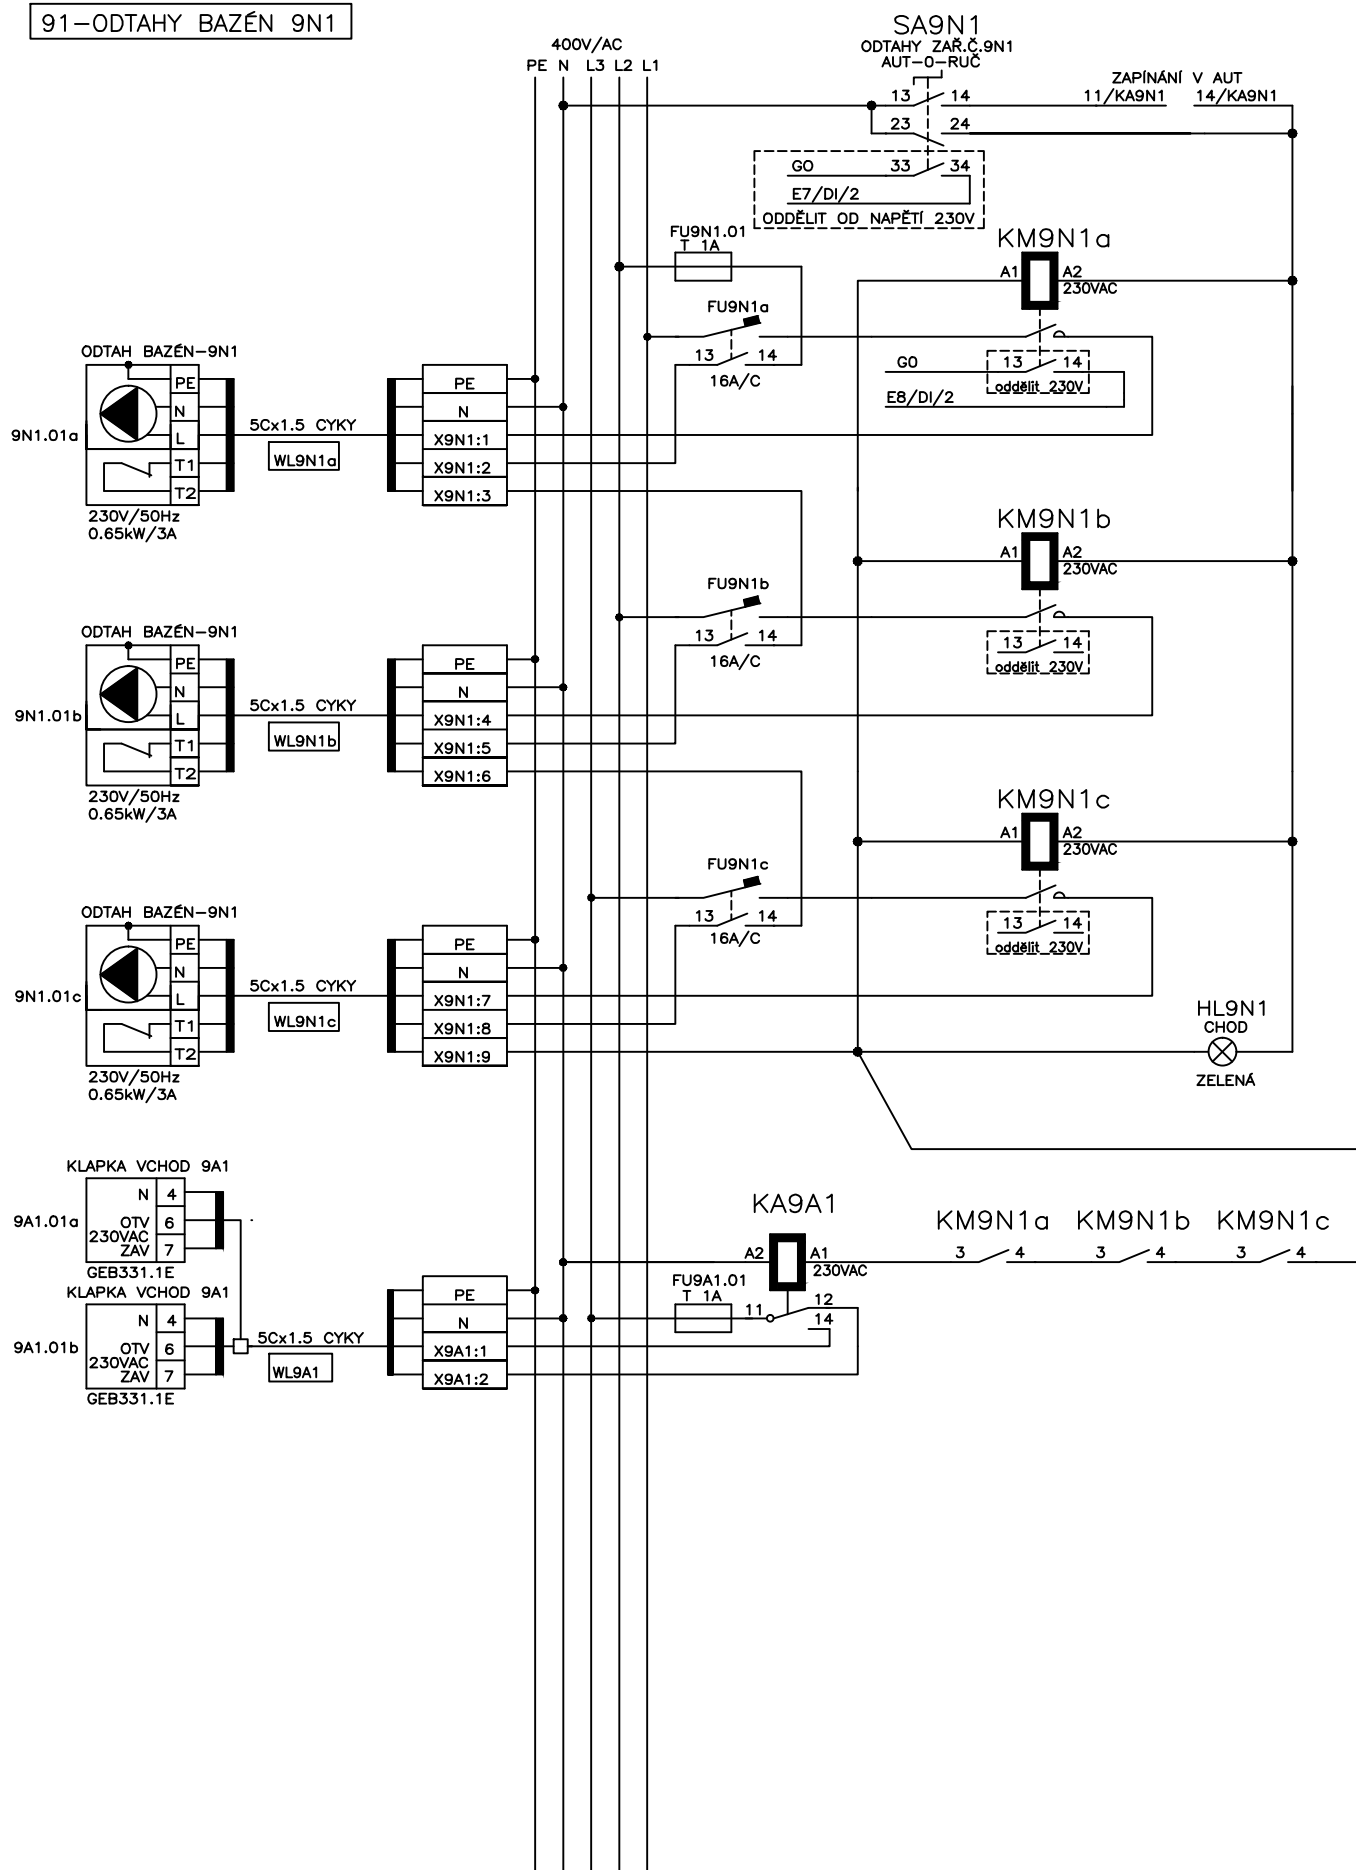 91-ODTAHY BAZÉN 9N1
400V/AC
PE N L3 L2 L1
SA9N1
ODTAHY ZAŘ.Č.9N1
AUT-0-RUČ
13 14
ZAPÍNÁNÍ V AUT
11/KA9N1 14/KA9N1
23 24
GO 33 34
E7/DI/2
ODDĚLIT OD NAPĚTÍ 230V
FU9N1.01
T 1A
KM9N1a
A1 A2
230VAC
FU9N1a
13 14
16A/C
GO 13 14
oddělit 230V
E8/DI/2
ODTAH BAZÉN-9N1
PE
N
L
T1
T2
9N1.01a
230V/50Hz
0.65kW/3A
5Cx1.5 CYKY
WL9N1a
PE
N
X9N1:1
X9N1:2
X9N1:3
KM9N1b
A1 A2
230VAC
FU9N1b
13 14
16A/C
13 14
oddělit 230V
ODTAH BAZÉN-9N1
PE
N
L
T1
T2
9N1.01b
230V/50Hz
0.65kW/3A
5Cx1.5 CYKY
WL9N1b
PE
N
X9N1:4
X9N1:5
X9N1:6
KM9N1c
A1 A2
230VAC
FU9N1c
13 14
16A/C
13 14
oddělit 230V
ODTAH BAZÉN-9N1
PE
N
L
T1
T2
9N1.01c
230V/50Hz
0.65kW/3A
5Cx1.5 CYKY
WL9N1c
PE
N
X9N1:7
X9N1:8
X9N1:9
HL9N1
CHOD
ZELENÁ
KLAPKA VCHOD 9A1
N 4
OTV 6
230VAC
ZAV 7
9A1.01a
GEB331.1E
KLAPKA VCHOD 9A1
N 4
OTV 6
230VAC
ZAV 7
9A1.01b
GEB331.1E
5Cx1.5 CYKY
WL9A1
PE
N
X9A1:1
X9A1:2
KA9A1
A2 A1
230VAC
FU9A1.01
T 1A
11 12
14
KM9N1a KM9N1b KM9N1c
3 4 3 4 3 4